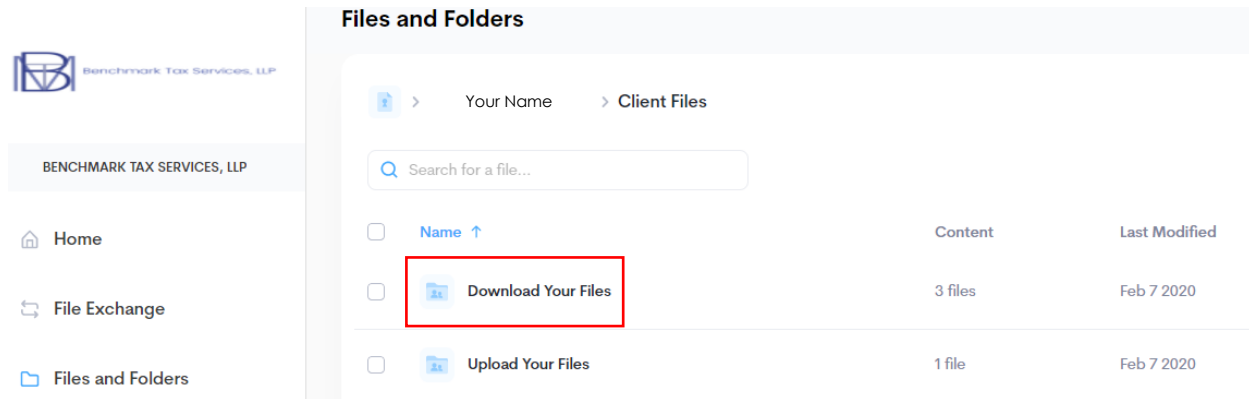 Files and Folders
Benchmark Tax Services, LLP
Your Name > Client Files
BENCHMARK TAX SERVICES, LLP
Search for a file...
Home
Name ↑ Content Last Modified
Download Your Files 3 files Feb 7 2020
File Exchange
Upload Your Files 1 file Feb 7 2020
Files and Folders